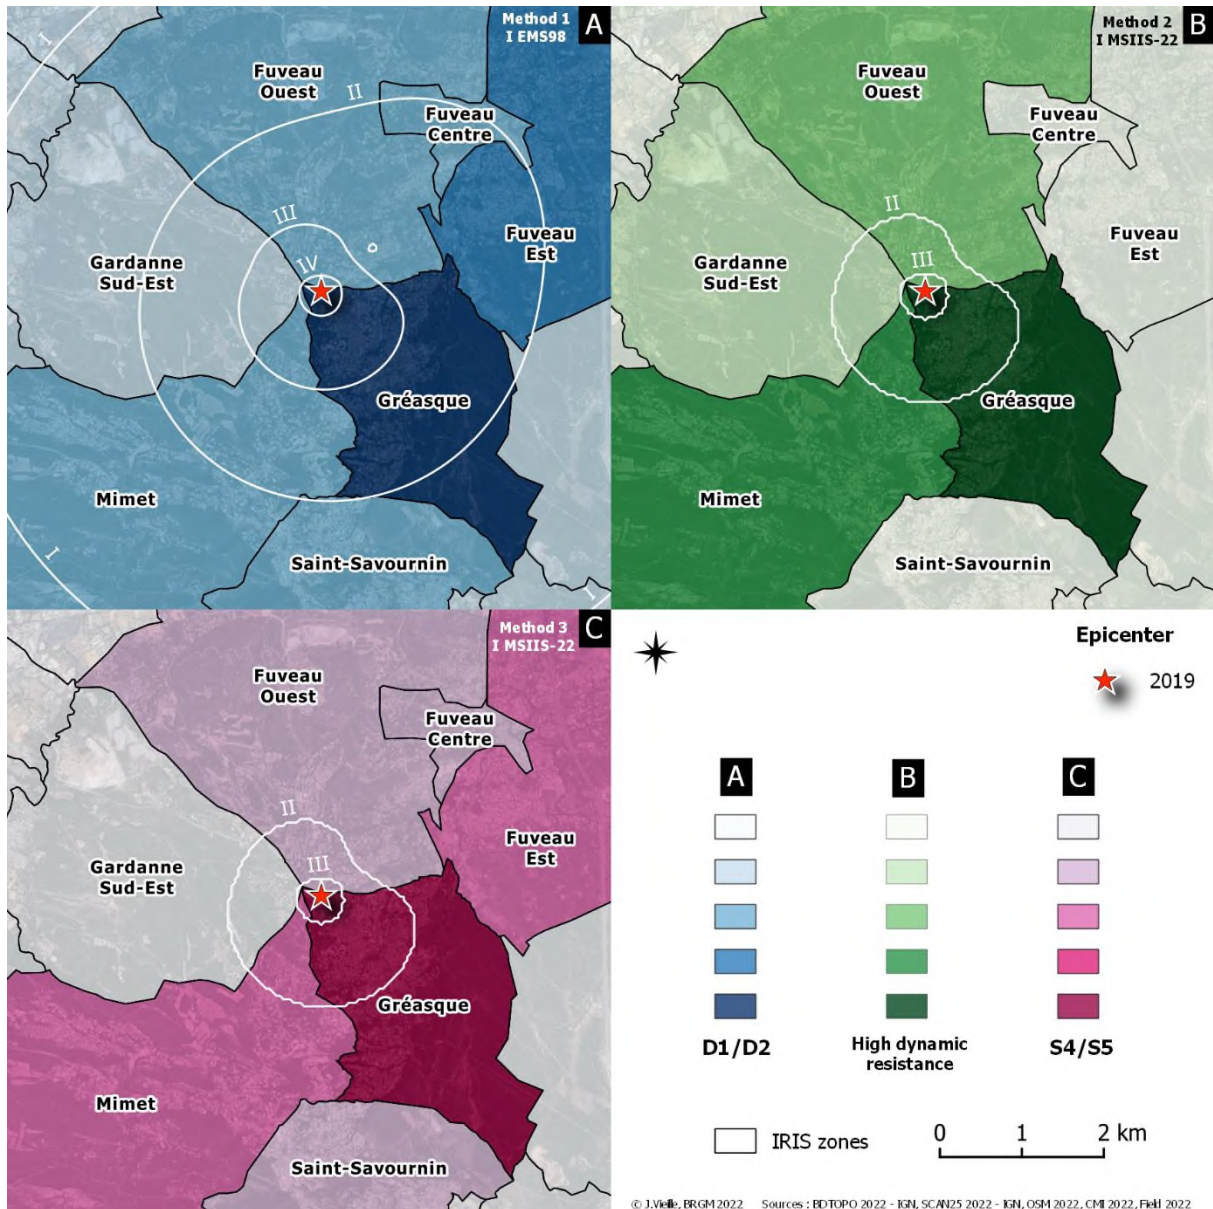 Method 1
I EMS98
A
I
Fuveau
Ouest
II
Fuveau
Centre
III
Fuveau
Est
IV
Gardanne
Sud-Est
Gréasque
Mimet
I
Saint-Savournin
I
Method 2
I MSIIS-22
B
Fuveau
Ouest
Fuveau
Centre
II
Fuveau
Est
III
Gardanne
Sud-Est
Gréasque
Mimet
Saint-Savournin
Method 3
I MSIIS-22
C
Fuveau
Ouest
Fuveau
Centre
II
Fuveau
Est
III
Gardanne
Sud-Est
Gréasque
Mimet
Saint-Savournin
Epicenter
2019
A B C
D1/D2 High dynamic resistance S4/S5
IRIS zones
0 1 2 km
© J.Vielle, BRGM 2022 Sources : BDTOPO 2022 - IGN, SCAN25 2022 - IGN, OSM 2022, CMI 2022, Field 2022